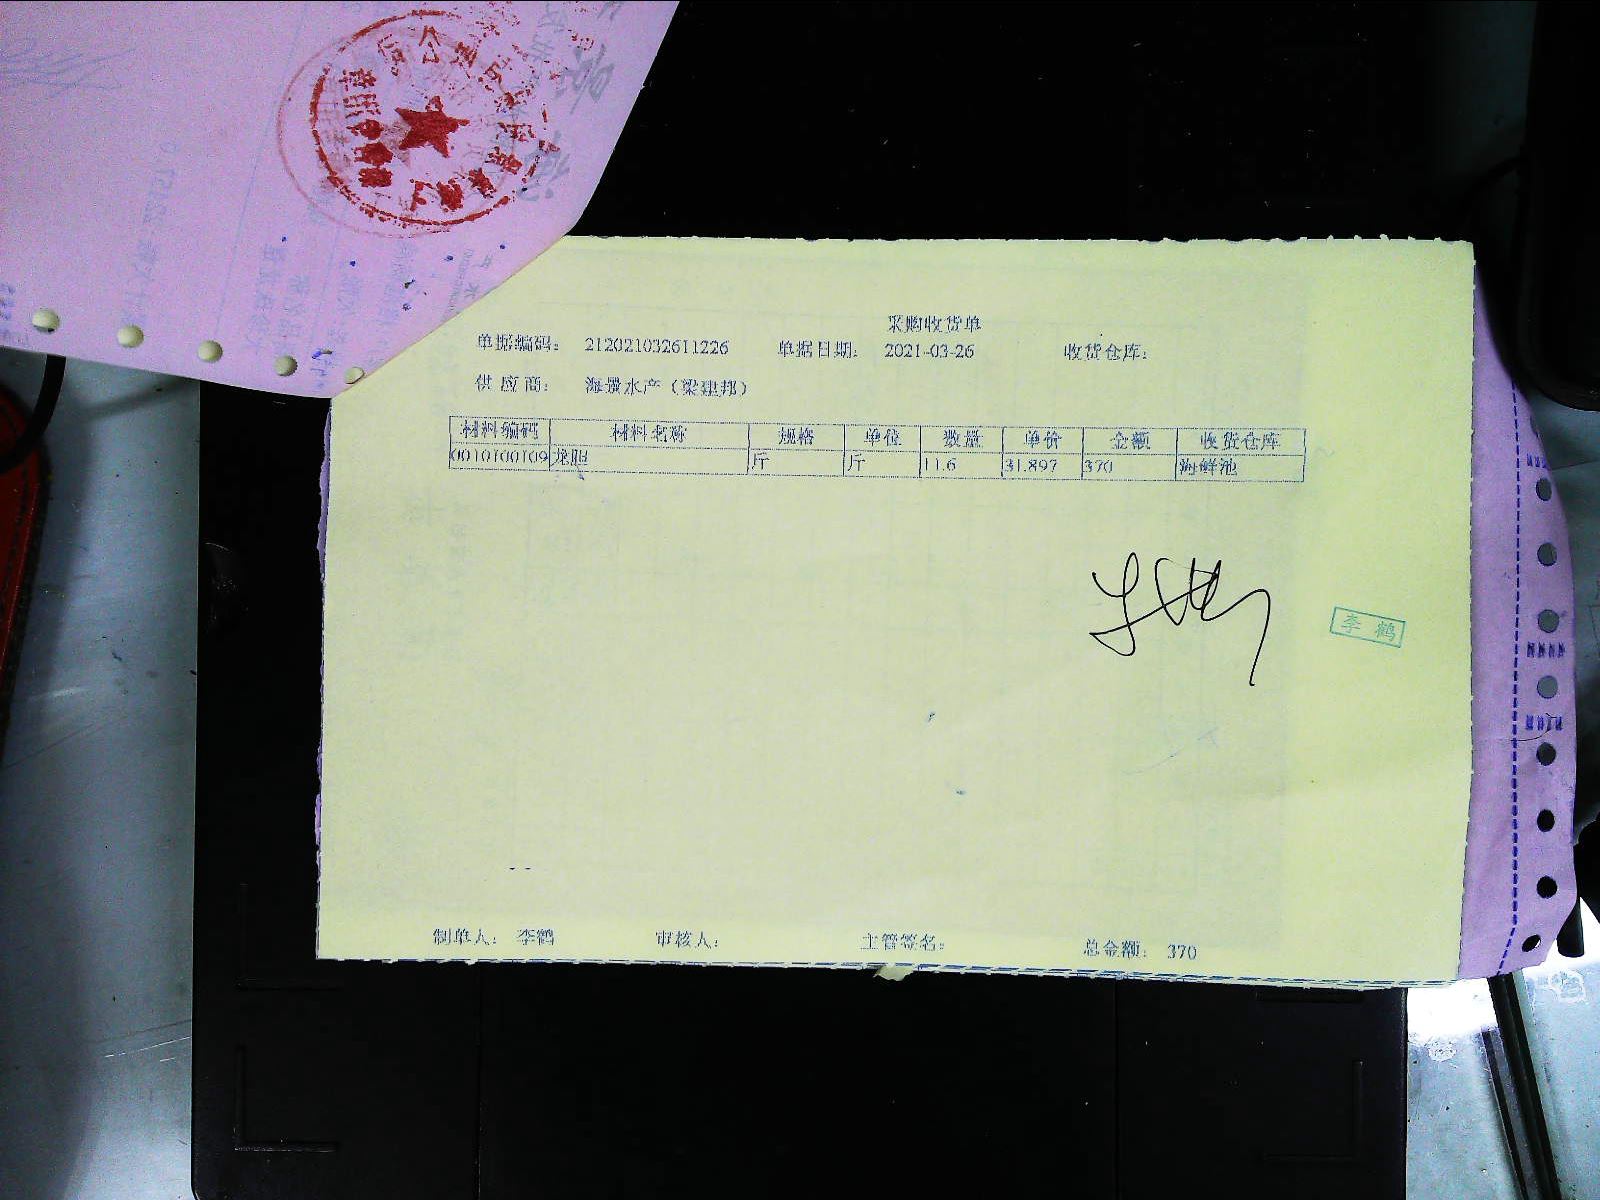 采购收货单
单据编码: 212021032611226 单据日期: 2021-03-26 收货仓库:
供应商: 海景水产(梁建邦)
材料编码 材料名称 规格 单位 数量 单价 金额 收货仓库
0010100109 龙胆 斤 斤 11.6 31.897 370 海鲜池
李鹤
制单人: 李鹤 审核人: 主管签名: 总金额: 370